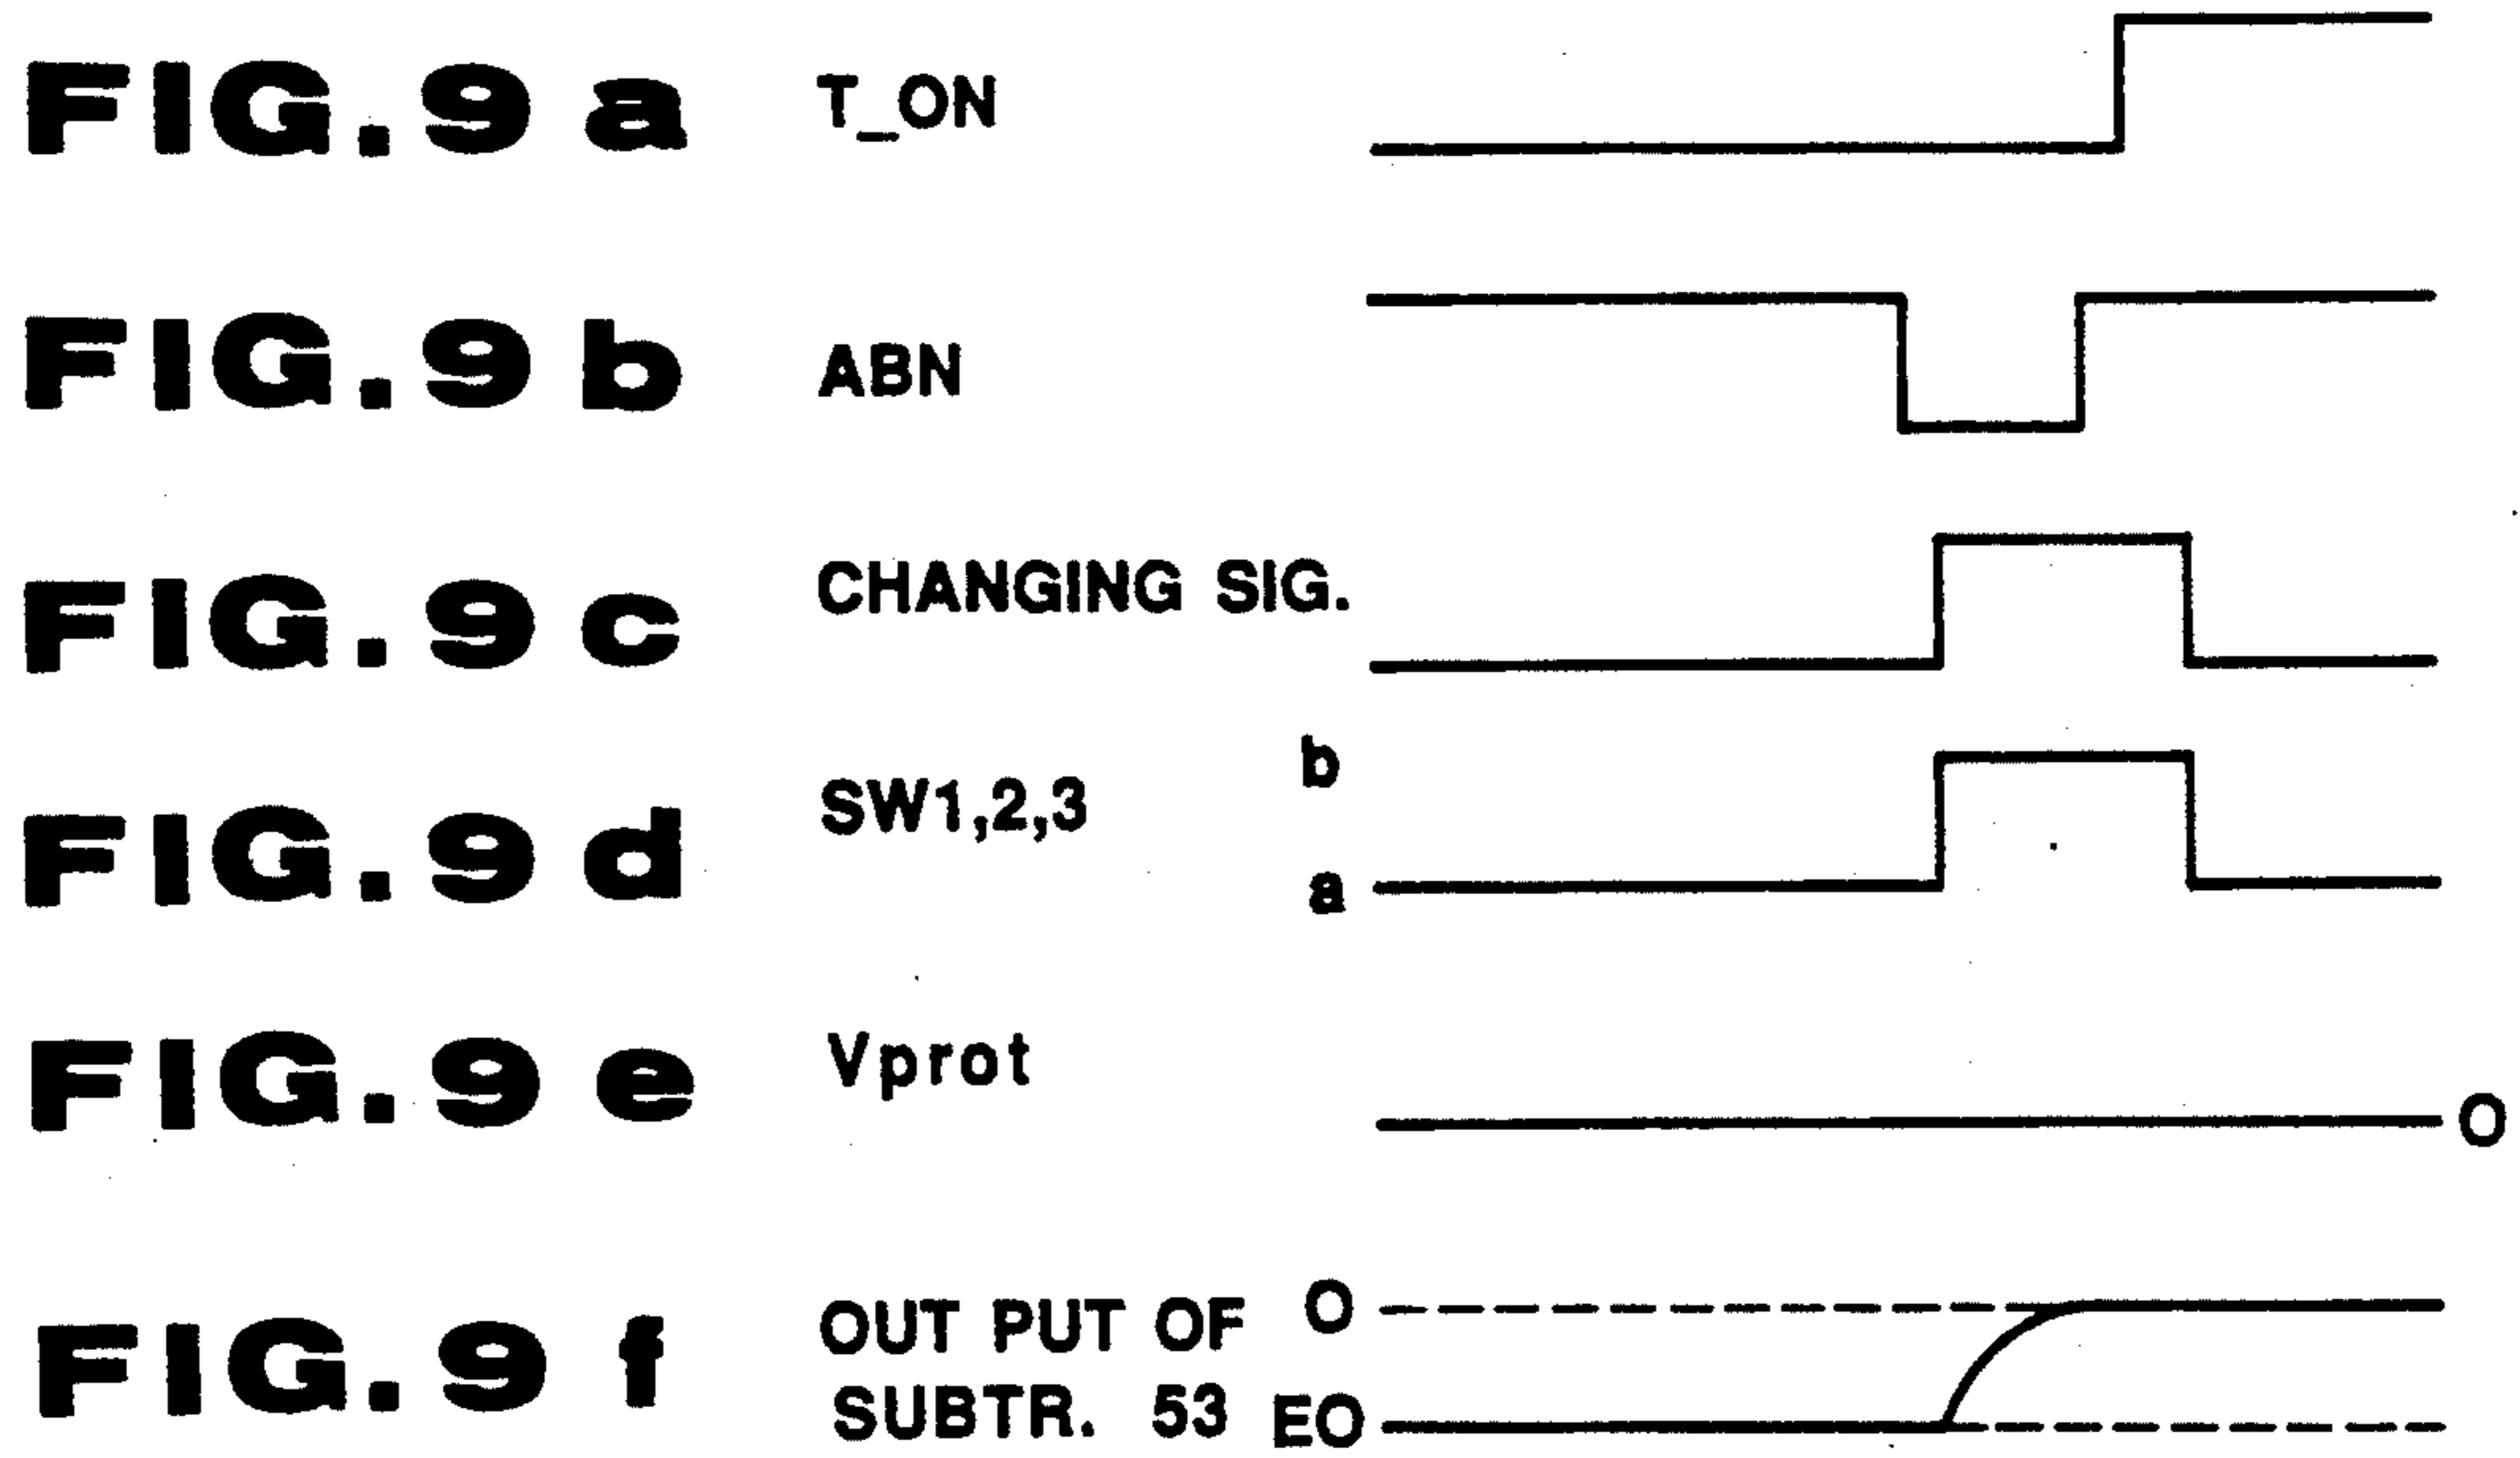 FIG.9 a T_ON
FIG.9 b ABN
FIG.9 c CHANGING SIG.
FIG.9 d SW1,2,3 b
a
FIG.9 e Vprot O
FIG.9 f OUT PUT OF O
SUBTR. 53 EO